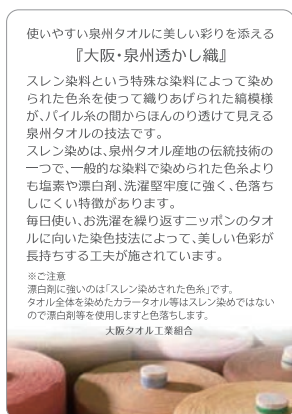 使いやすい泉州タオルに美しい彩りを添える
『大阪・泉州透かし織』
スレン染料という特殊な染料によって染め
られた色糸を使って織りあげられた縞模様
が、パイル糸の間からほんのり透けて見える
泉州タオルの技法です。
スレン染めは、泉州タオル産地の伝統技術の
一つで、一般的な染料で染められた色糸より
も塩素や漂白剤、洗濯堅牢度に強く、色落ち
しにくい特徴があります。
毎日使い、お洗濯を繰り返すニッポンのタオ
ルに向いた染色技法によって、美しい色彩が
長持ちする工夫が施されています。
※ご注意
漂白剤に強いのは「スレン染めされた色糸」です。
タオル全体を染めたカラータオル等はスレン染めではない
ので漂白剤等を使用しますと色落ちします。
大阪タオル工業組合